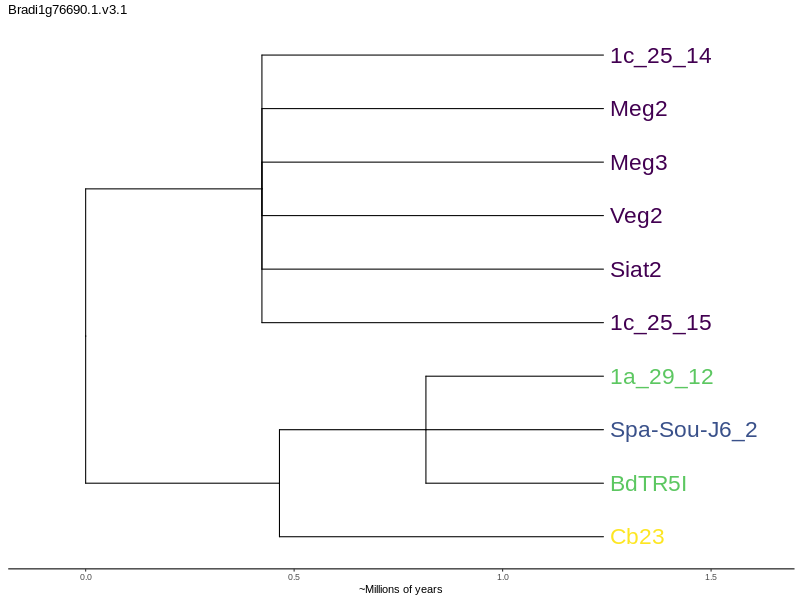 Bradi1g76690.1.v3.1
1c_25_14
Meg2
Meg3
Veg2
Siat2
1c_25_15
1a_29_12
Spa-Sou-J6_2
BdTR5I
Cb23
0.0 0.5 1.0 1.5
~Millions of years